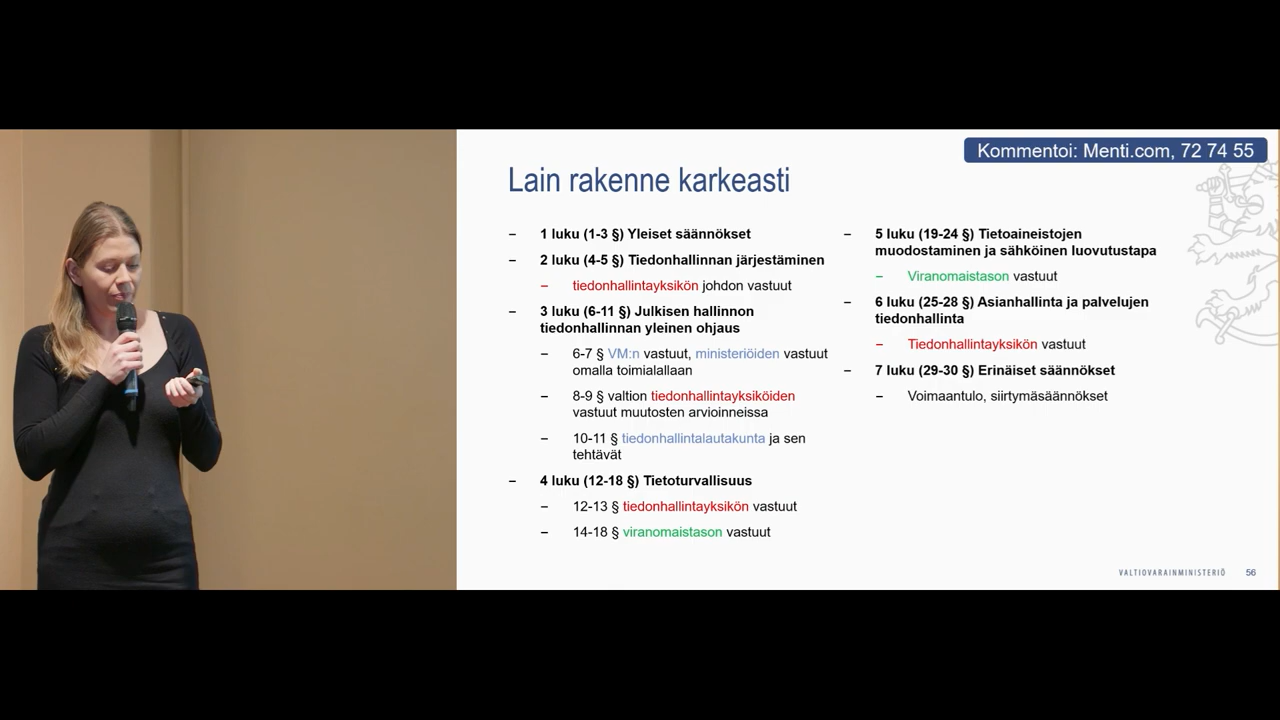 Kommentoi: Menti.com, 72 74 55
Lain rakenne karkeasti
– 1 luku (1-3 §) Yleiset säännökset
– 2 luku (4-5 §) Tiedonhallinnan järjestäminen
– tiedonhallintayksikön johdon vastuut
– 3 luku (6-11 §) Julkisen hallinnon
tiedonhallinnan yleinen ohjaus
– 6-7 § VM:n vastuut, ministeriöiden vastuut
omalla toimialallaan
– 8-9 § valtion tiedonhallintayksiköiden
vastuut muutosten arvioinneissa
– 10-11 § tiedonhallintalautakunta ja sen
tehtävät
– 4 luku (12-18 §) Tietoturvallisuus
– 12-13 § tiedonhallintayksikön vastuut
– 14-18 § viranomaistason vastuut
– 5 luku (19-24 §) Tietoaineistojen
muodostaminen ja sähköinen luovutustapa
– Viranomaistason vastuut
– 6 luku (25-28 §) Asianhallinta ja palvelujen
tiedonhallinta
– Tiedonhallintayksikön vastuut
– 7 luku (29-30 §) Erinäiset säännökset
– Voimaantulo, siirtymäsäännökset
VALTIOVARAINMINISTERIÖ 56